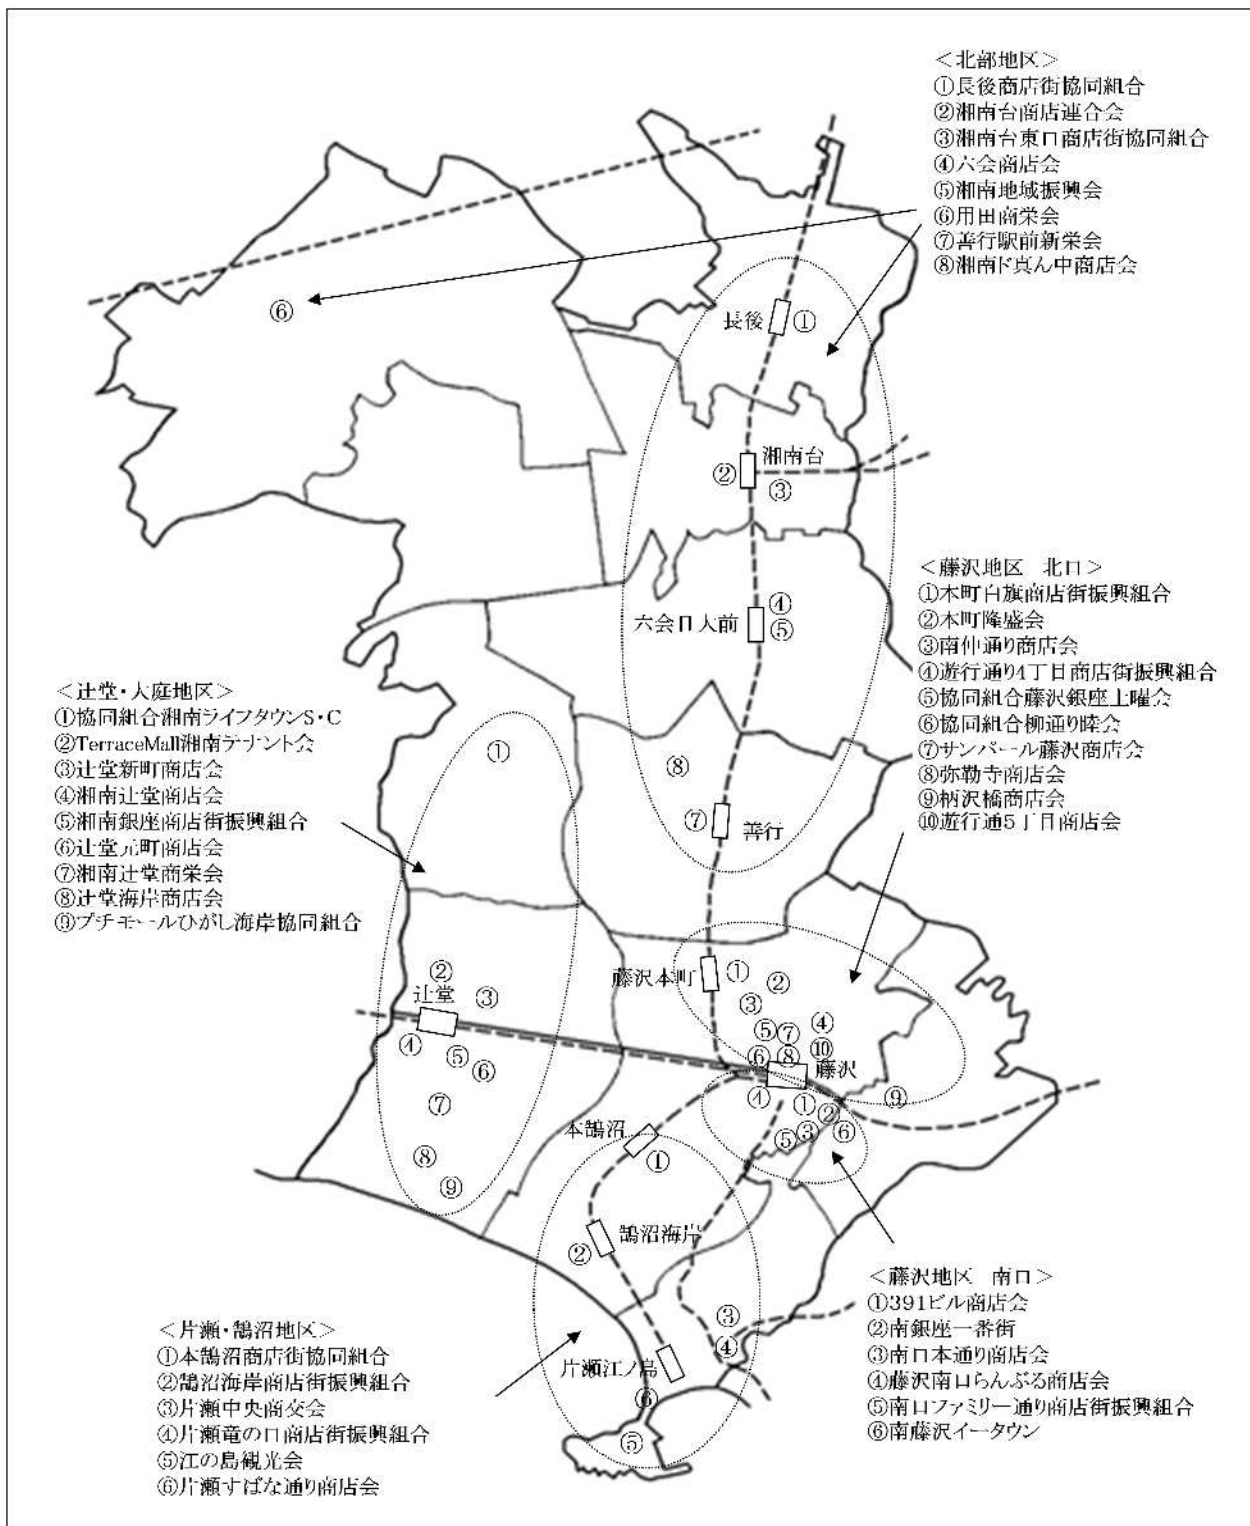 ＜北部地区＞
①長後商店街協同組合
②湘南台商店連合会
③湘南台東口商店街協同組合
④六会商店会
⑤湘南地域振興会
⑥用田商栄会
⑦善行駅前新栄会
⑧湘南ド真ん中商店会
⑥
長後
①
湘南台
②
③
＜藤沢地区　北口＞
①本町白旗商店街振興組合
②本町隆盛会
③南仲通り商店会
④遊行通り4丁目商店街振興組合
⑤協同組合藤沢銀座土曜会
⑥協同組合柳通り睦会
⑦サンパール藤沢商店会
⑧弥勒寺商店会
⑨柄沢橋商店会
⑩遊行通5丁目商店会
六会日大前
④
⑤
＜辻堂・大庭地区＞
①協同組合湘南ライフタウンS・C
②TerraceMall湘南テナント会
③辻堂新町商店会
④湘南辻堂商店会
⑤湘南銀座商店街振興組合
⑥辻堂元町商店会
⑦湘南辻堂商栄会
⑧辻堂海岸商店会
⑨プチモールひがし海岸協同組合
①
⑧
⑦
善行
藤沢本町
①
②
③
④
⑤
⑦
⑩
⑥
⑧
藤沢
⑨
②
辻堂
③
④
⑤
⑥
⑦
⑧
⑨
④
①
②
③
⑤
⑥
本鵠沼
①
鵠沼海岸
②
③
④
片瀬江ノ島
⑥
⑤
＜藤沢地区　南口＞
①391ビル商店会
②南銀座一番街
③南口本通り商店会
④藤沢南口らんぶる商店会
⑤南口ファミリー通り商店街振興組合
⑥南藤沢イータウン
＜片瀬・鵠沼地区＞
①本鵠沼商店街協同組合
②鵠沼海岸商店街振興組合
③片瀬中央商交会
④片瀬竜の口商店街振興組合
⑤江の島観光会
⑥片瀬すばな通り商店会